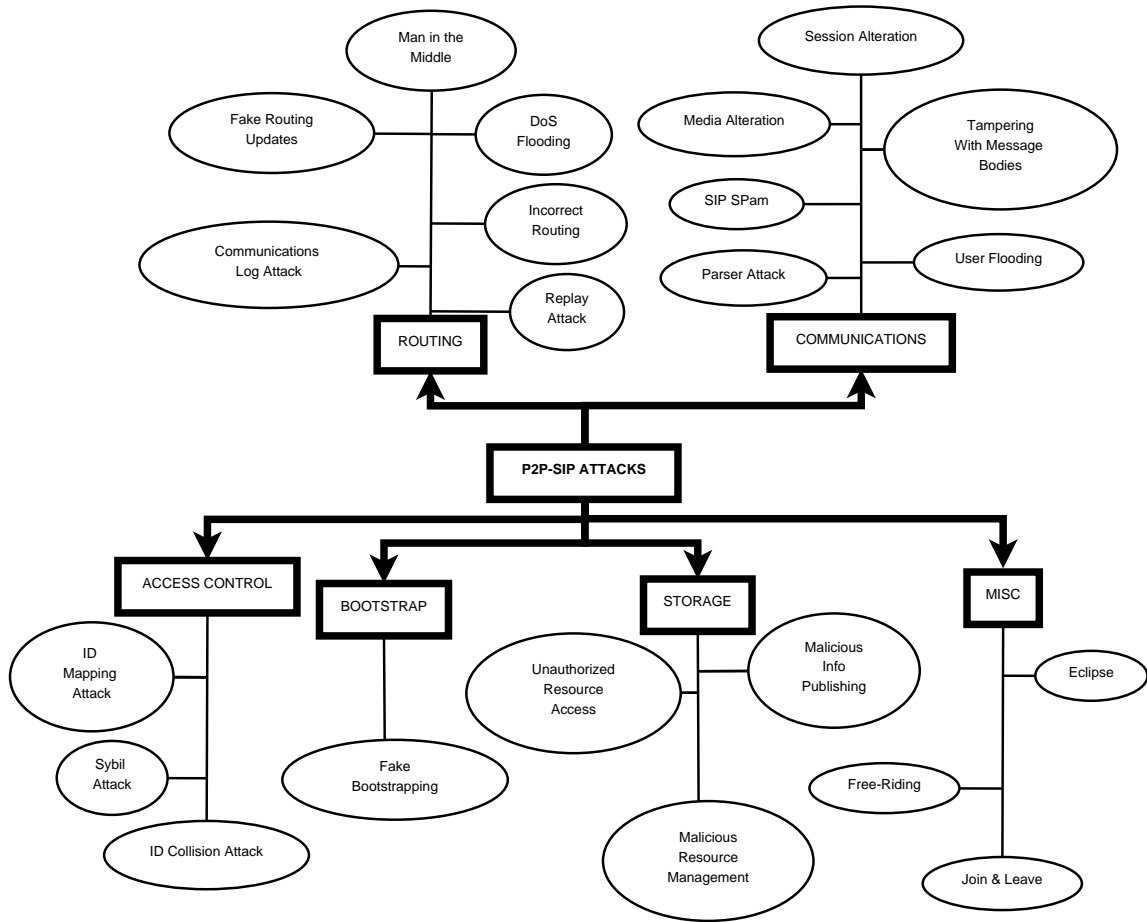 Man in the
Middle
Session Alteration
Fake Routing
Updates
DoS
Flooding
Media Alteration
Tampering
With Message
Bodies
SIP SPam
Incorrect
Routing
Communications
Log Attack
User Flooding
Parser Attack
Replay
Attack
ROUTING
COMMUNICATIONS
P2P-SIP ATTACKS
ACCESS CONTROL
BOOTSTRAP
STORAGE
MISC
ID
Mapping
Attack
Unauthorized
Resource
Access
Malicious
Info
Publishing
Eclipse
Sybil
Attack
Fake
Bootstrapping
Free-Riding
ID Collision Attack
Malicious
Resource
Management
Join & Leave